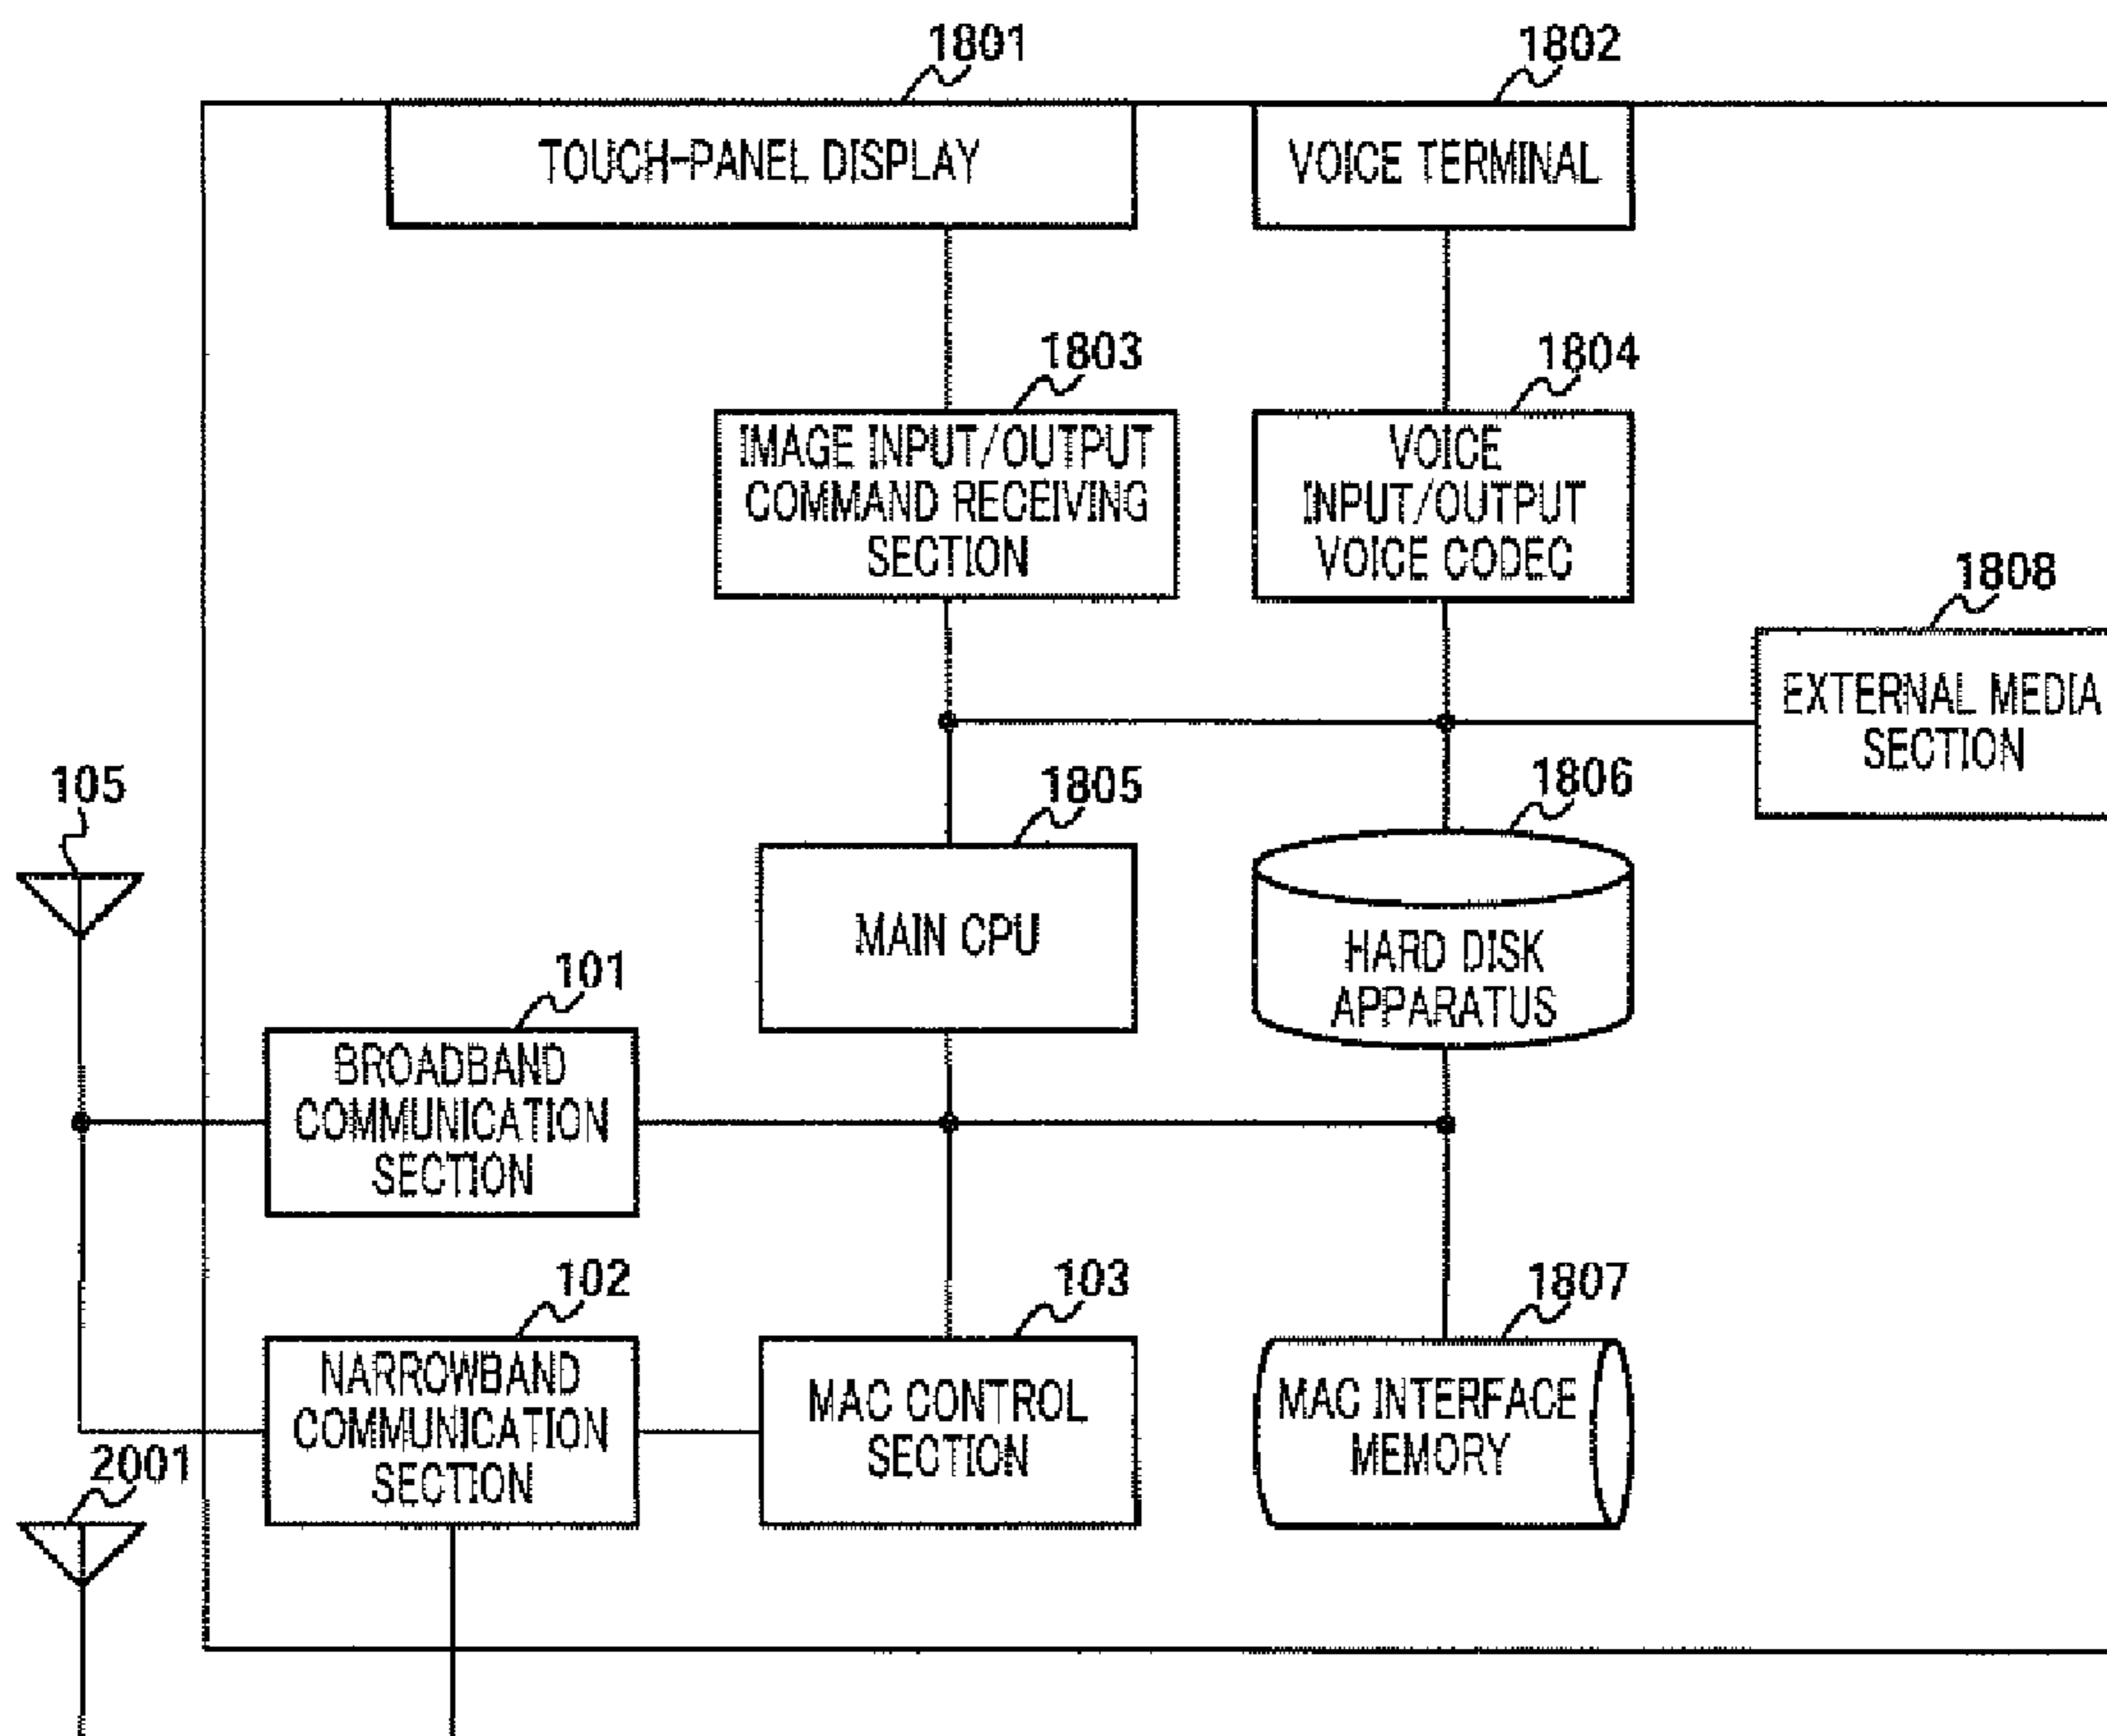 1801
1802
TOUCH-PANEL DISPLAY
VOICE TERMINAL
1803
1804
IMAGE INPUT/OUTPUT
COMMAND RECEIVING
SECTION
VOICE
INPUT/OUTPUT
VOICE CODEC
1808
EXTERNAL MEDIA
SECTION
105
1805
1806
MAIN CPU
HARD DISK
APPARATUS
101
BROADBAND
COMMUNICATION
SECTION
102
103
1807
NARROWBAND
COMMUNICATION
SECTION
MAC CONTROL
SECTION
MAC INTERFACE
MEMORY
2001